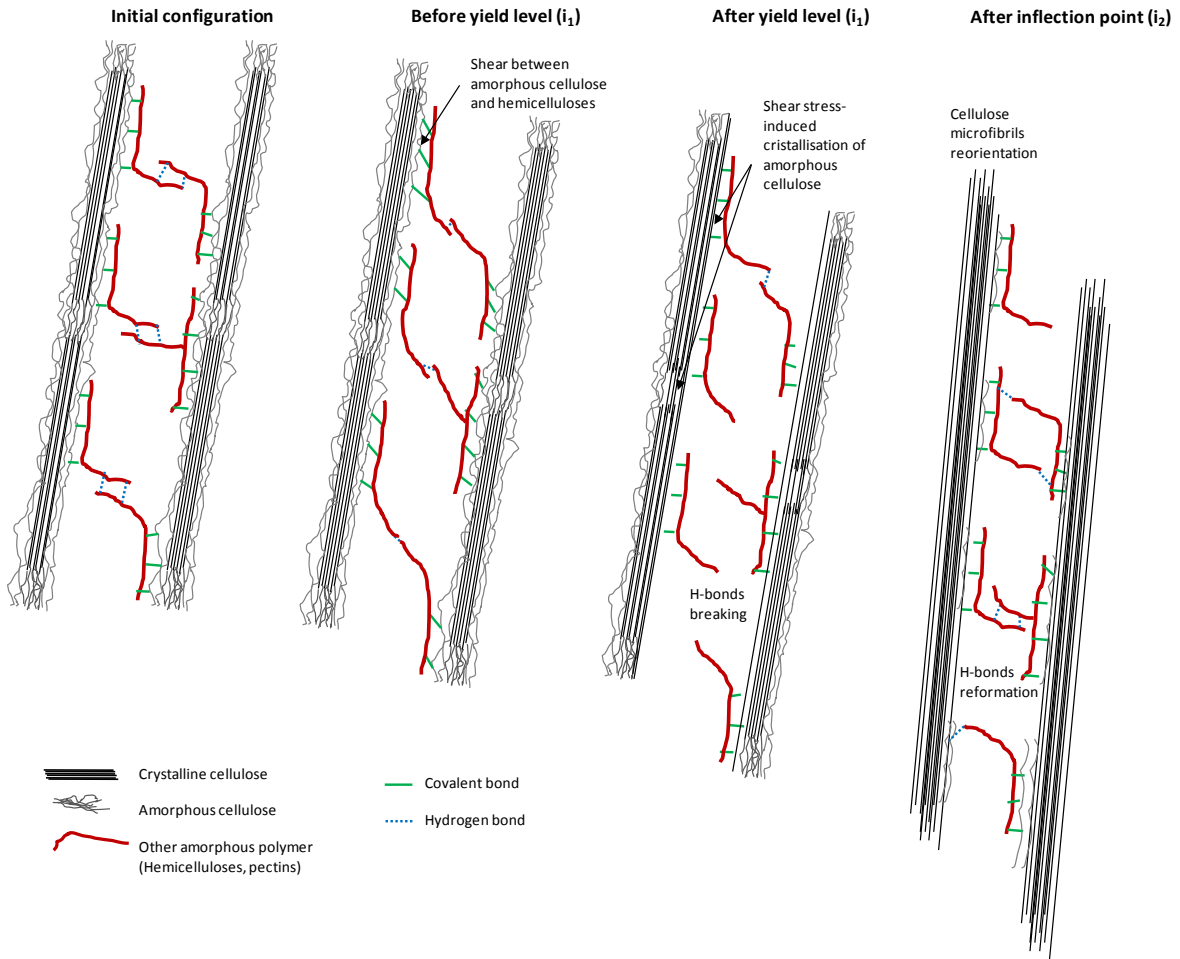 Initial configuration
Before yield level (i₁)
After yield level (i₁)
After inflection point (i₂)
Shear between
amorphous cellulose
and hemicelluloses
Shear stress-
induced
cristallisation of
amorphous
cellulose
Cellulose
microfibrils
reorientation
H-bonds
breaking
H-bonds
reformation
Crystalline cellulose
Amorphous cellulose
Other amorphous polymer
(Hemicelluloses, pectins)
Covalent bond
Hydrogen bond